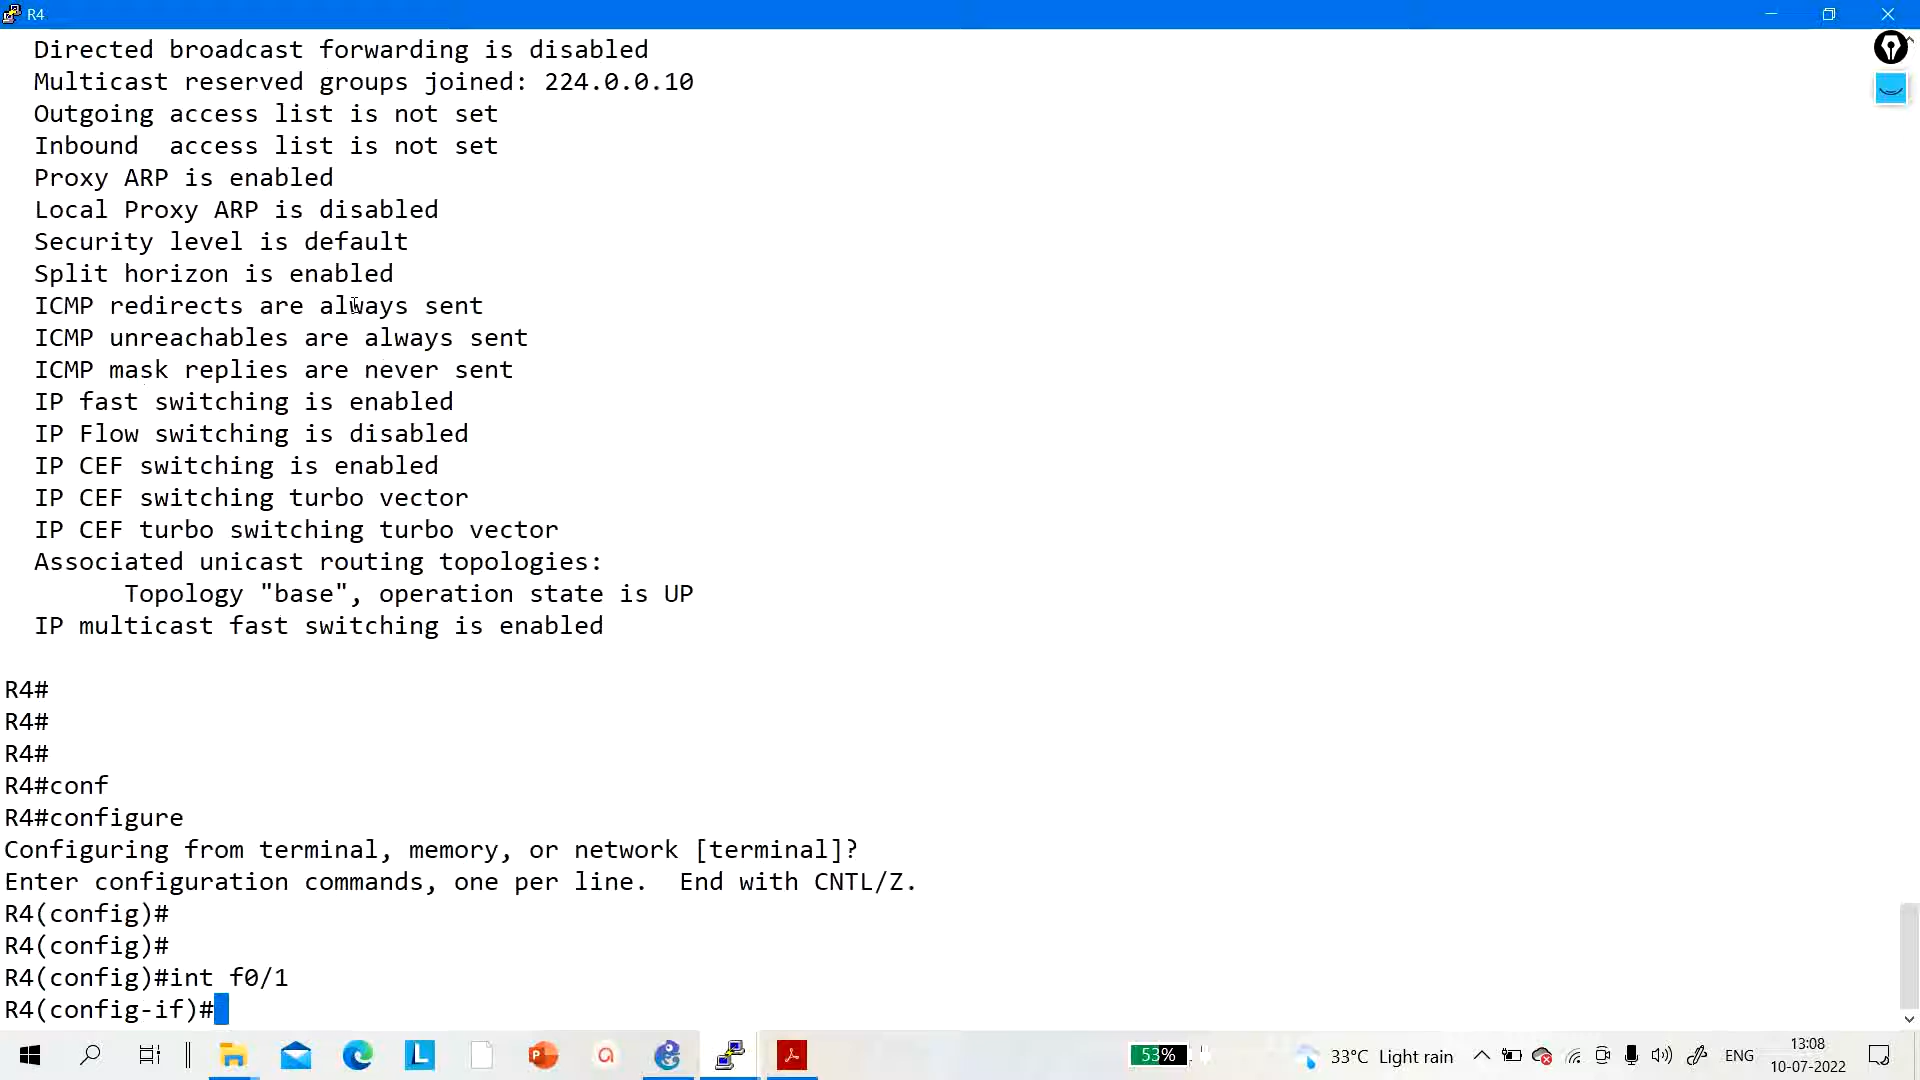 R4
Directed broadcast forwarding is disabled
Multicast reserved groups joined: 224.0.0.10
Outgoing access list is not set
Inbound  access list is not set
Proxy ARP is enabled
Local Proxy ARP is disabled
Security level is default
Split horizon is enabled
ICMP redirects are always sent
ICMP unreachables are always sent
ICMP mask replies are never sent
IP fast switching is enabled
IP Flow switching is disabled
IP CEF switching is enabled
IP CEF switching turbo vector
IP CEF turbo switching turbo vector
Associated unicast routing topologies:
Topology "base", operation state is UP
IP multicast fast switching is enabled
R4#
R4#
R4#
R4#conf
R4#configure
Configuring from terminal, memory, or network [terminal]?
Enter configuration commands, one per line.  End with CNTL/Z.
R4(config)#
R4(config)#
R4(config)#int f0/1
R4(config-if)#
53%
33°C Light rain
ENG
13:08
10-07-2022